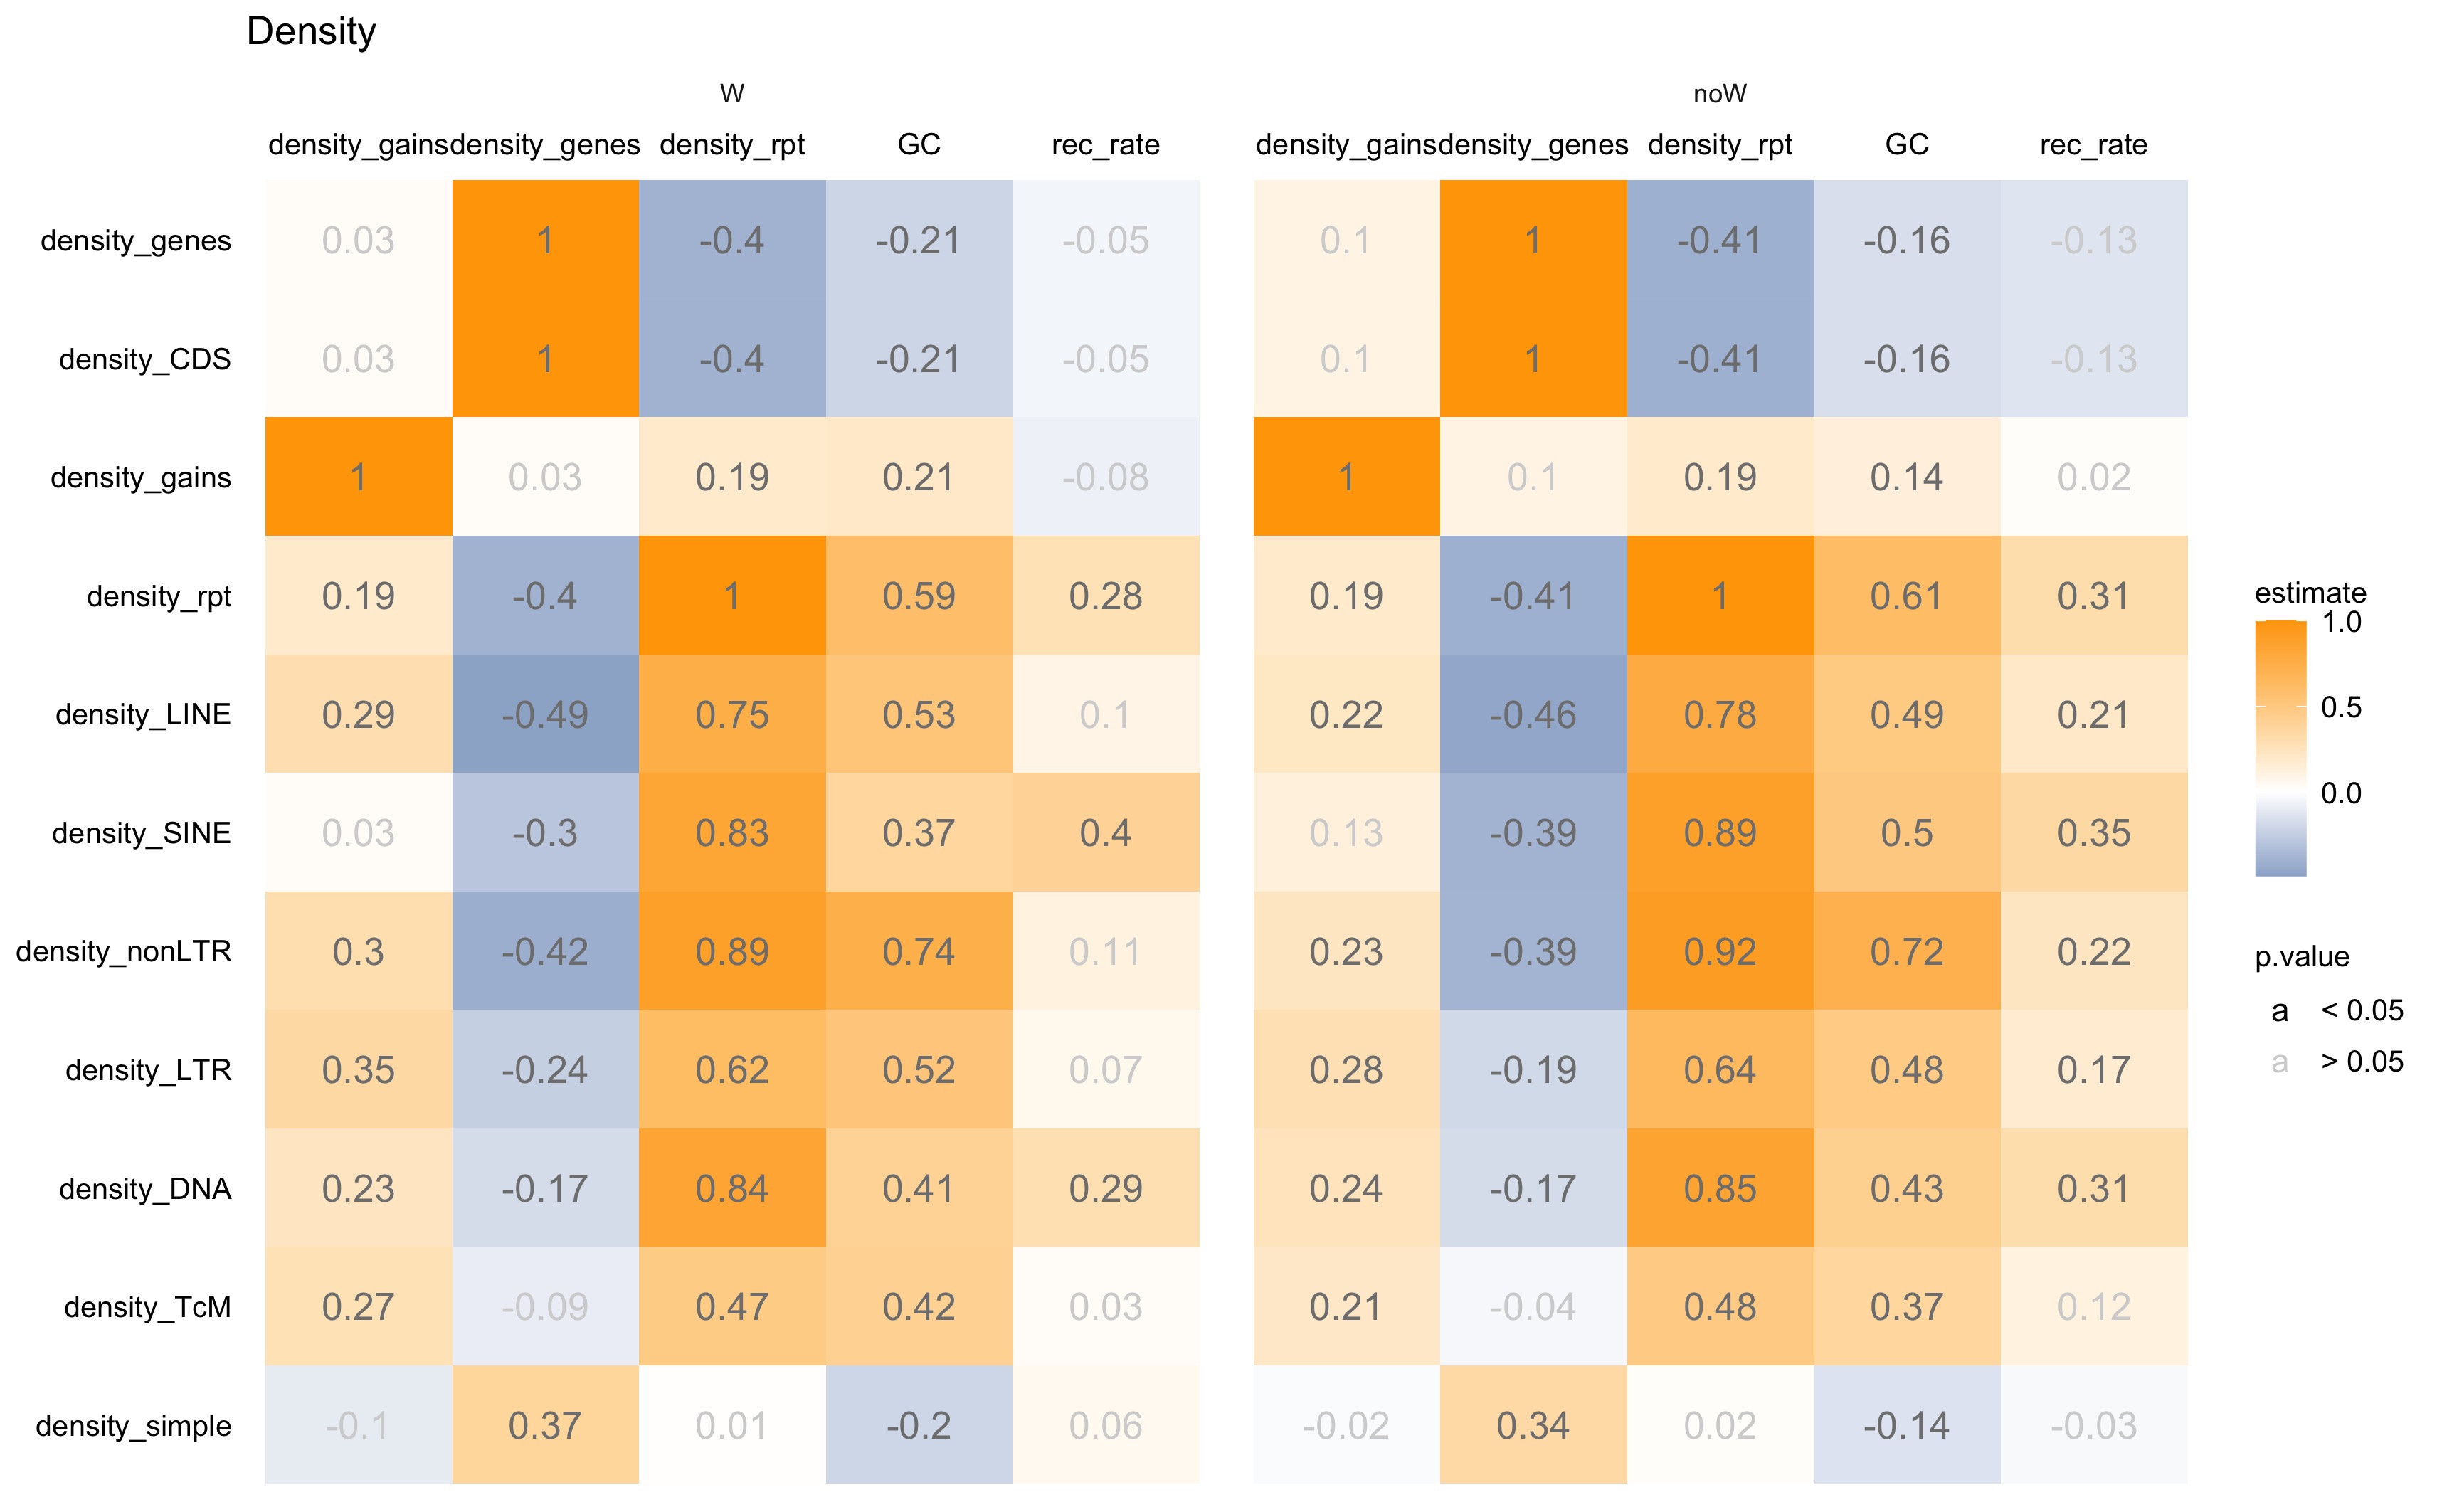 Density
W noW
density_gains density_genes density_rpt GC rec_rate density_gains density_genes density_rpt GC rec_rate
density_genes 0.03 1 -0.4 -0.21 -0.05 0.1 1 -0.41 -0.16 -0.13
density_CDS 0.03 1 -0.4 -0.21 -0.05 0.1 1 -0.41 -0.16 -0.13
density_gains 1 0.03 0.19 0.21 -0.08 1 0.1 0.19 0.14 0.02
density_rpt 0.19 -0.4 1 0.59 0.28 0.19 -0.41 1 0.61 0.31
density_LINE 0.29 -0.49 0.75 0.53 0.1 0.22 -0.46 0.78 0.49 0.21
density_SINE 0.03 -0.3 0.83 0.37 0.4 0.13 -0.39 0.89 0.5 0.35
density_nonLTR 0.3 -0.42 0.89 0.74 0.11 0.23 -0.39 0.92 0.72 0.22
density_LTR 0.35 -0.24 0.62 0.52 0.07 0.28 -0.19 0.64 0.48 0.17
density_DNA 0.23 -0.17 0.84 0.41 0.29 0.24 -0.17 0.85 0.43 0.31
density_TcM 0.27 -0.09 0.47 0.42 0.03 0.21 -0.04 0.48 0.37 0.12
density_simple -0.1 0.37 0.01 -0.2 0.06 -0.02 0.34 0.02 -0.14 -0.03
estimate
1.0
0.5
0.0
p.value
a < 0.05
a > 0.05